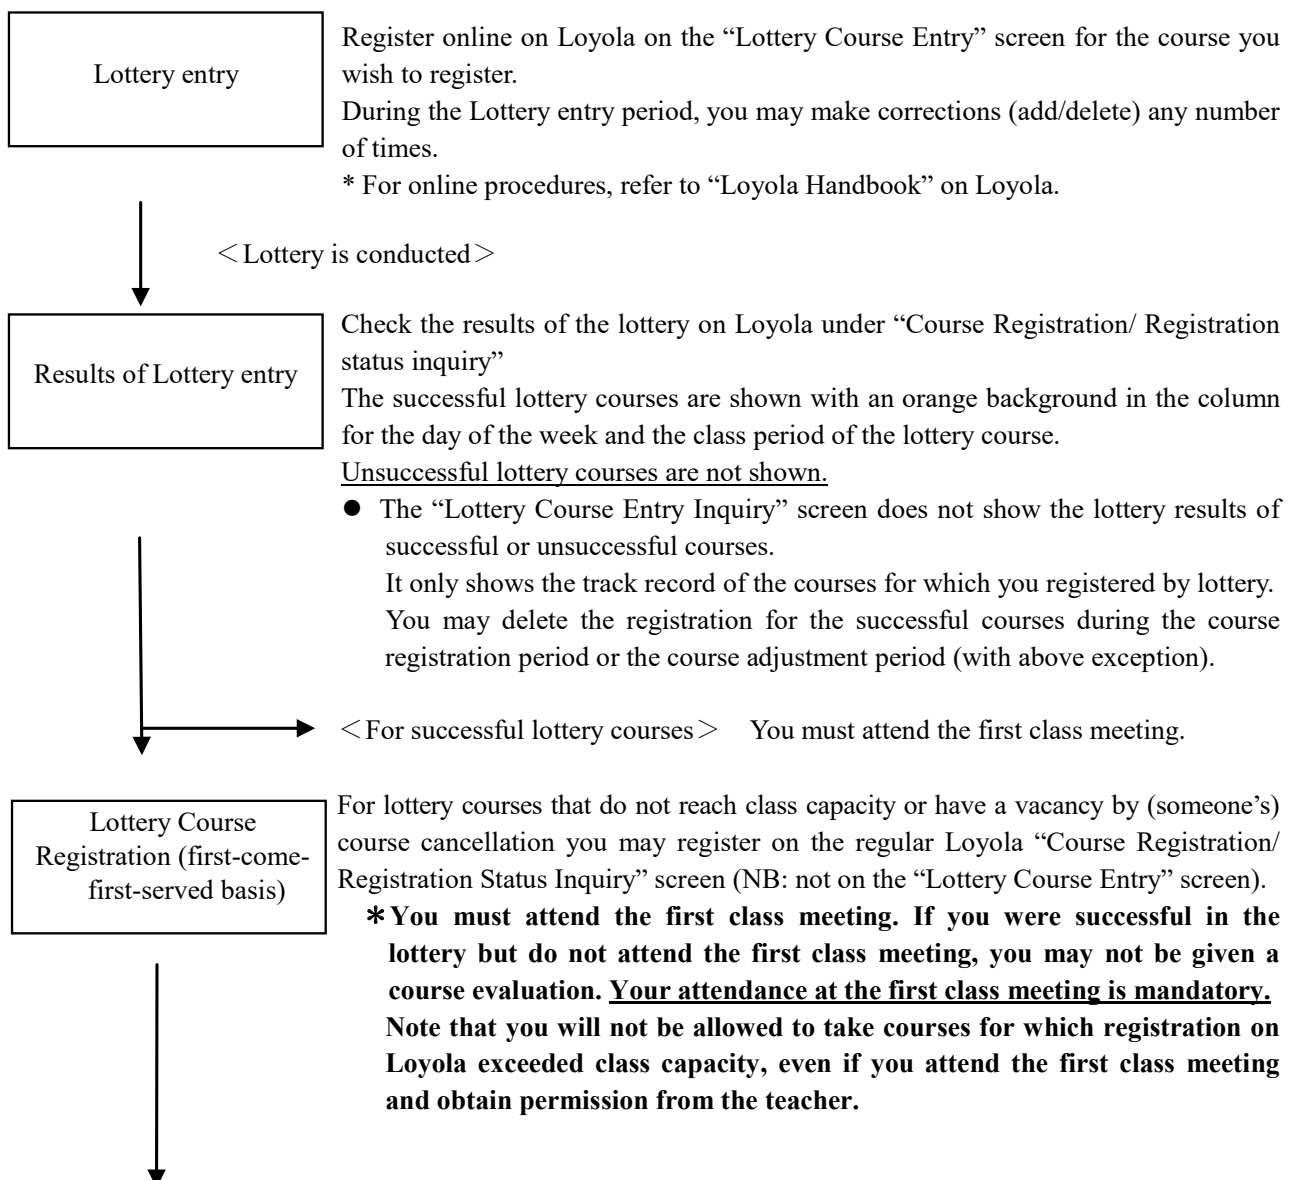 Lottery entry
Register online on Loyola on the “Lottery Course Entry” screen for the course you
wish to register.
During the Lottery entry period, you may make corrections (add/delete) any number
of times.
* For online procedures, refer to “Loyola Handbook” on Loyola.
＜Lottery is conducted＞
Results of Lottery entry
Check the results of the lottery on Loyola under “Course Registration/ Registration
status inquiry”
The successful lottery courses are shown with an orange background in the column
for the day of the week and the class period of the lottery course.
Unsuccessful lottery courses are not shown.
● The “Lottery Course Entry Inquiry” screen does not show the lottery results of
successful or unsuccessful courses.
It only shows the track record of the courses for which you registered by lottery.
You may delete the registration for the successful courses during the course
registration period or the course adjustment period (with above exception).
＜For successful lottery courses＞ You must attend the first class meeting.
Lottery Course
Registration (first-come-
first-served basis)
For lottery courses that do not reach class capacity or have a vacancy by (someone’s)
course cancellation you may register on the regular Loyola “Course Registration/
Registration Status Inquiry” screen (NB: not on the “Lottery Course Entry” screen).
＊You must attend the first class meeting. If you were successful in the
lottery but do not attend the first class meeting, you may not be given a
course evaluation. Your attendance at the first class meeting is mandatory.
Note that you will not be allowed to take courses for which registration on
Loyola exceeded class capacity, even if you attend the first class meeting
and obtain permission from the teacher.